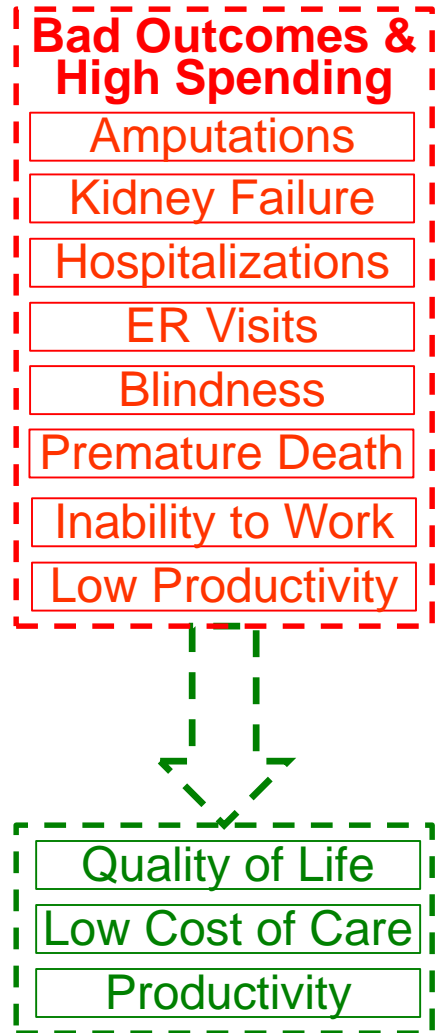 Bad Outcomes &
High Spending
Amputations
Kidney Failure
Hospitalizations
ER Visits
Blindness
Premature Death
Inability to Work
Low Productivity
Quality of Life
Low Cost of Care
Productivity